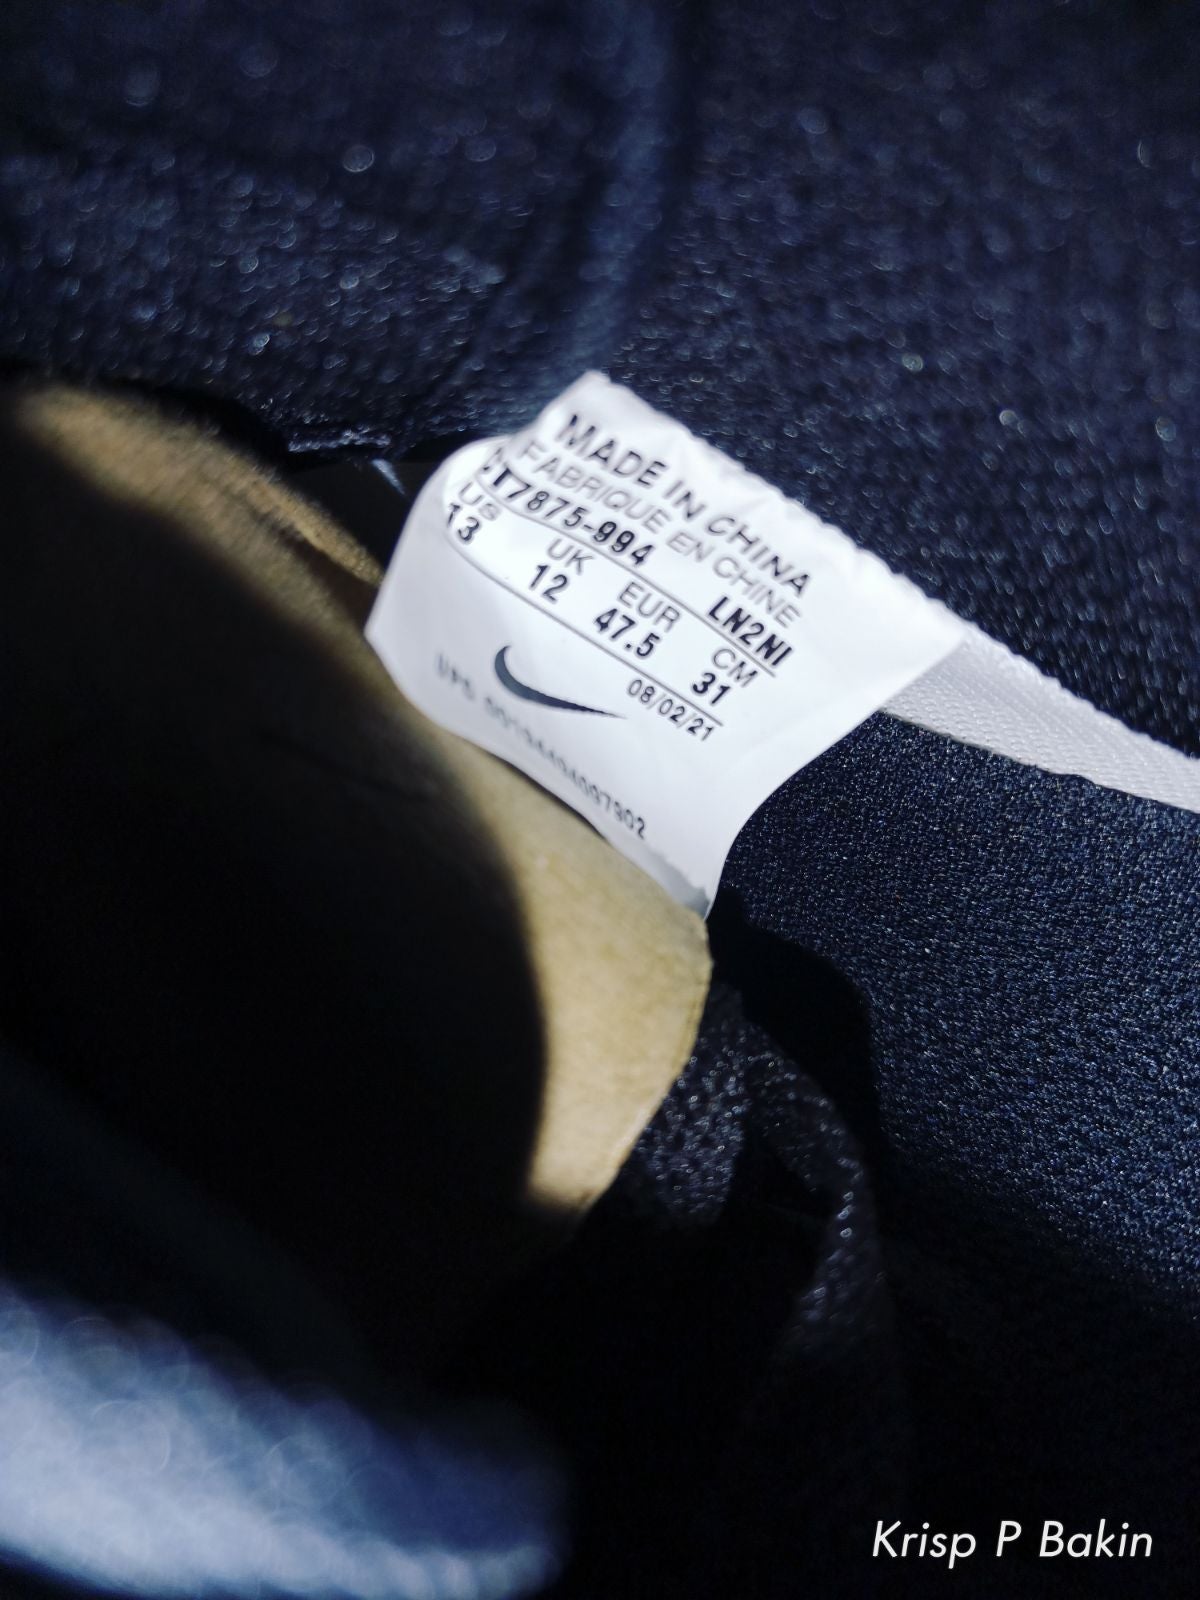 MADE IN CHINA
FABRIQUE EN CHINE
CT7875-994 LN2NI
US UK EUR CM
13 12 47.5 31
08/02/21
Krisp P Bakin